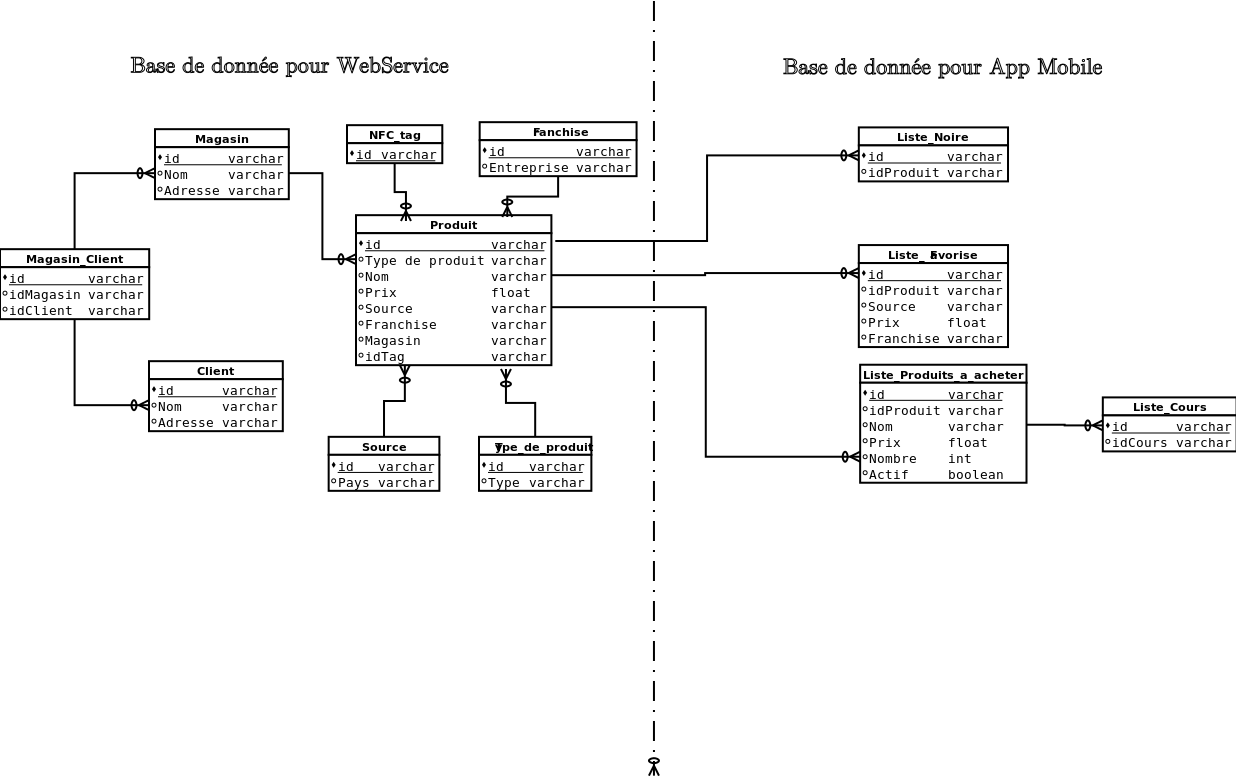 Base de donnée pour WebService
Base de donnée pour App Mobile
Magasin
id varchar
Nom varchar
Adresse varchar
NFC_tag
id varchar
Fanchise
id varchar
Entreprise varchar
Liste_Noire
id varchar
idProduit varchar
Magasin_Client
id varchar
idMagasin varchar
idClient varchar
Produit
id varchar
Type de produit varchar
Nom varchar
Prix float
Source varchar
Franchise varchar
Magasin varchar
idTag varchar
Liste_Favorise
id varchar
idProduit varchar
Source varchar
Prix float
Franchise varchar
Client
id varchar
Nom varchar
Adresse varchar
Liste_Produits_a_acheter
id varchar
idProduit varchar
Nom varchar
Prix float
Nombre int
Actif boolean
Liste_Cours
id varchar
idCours varchar
Source
id varchar
Pays varchar
Type_de_produit
id varchar
Type varchar